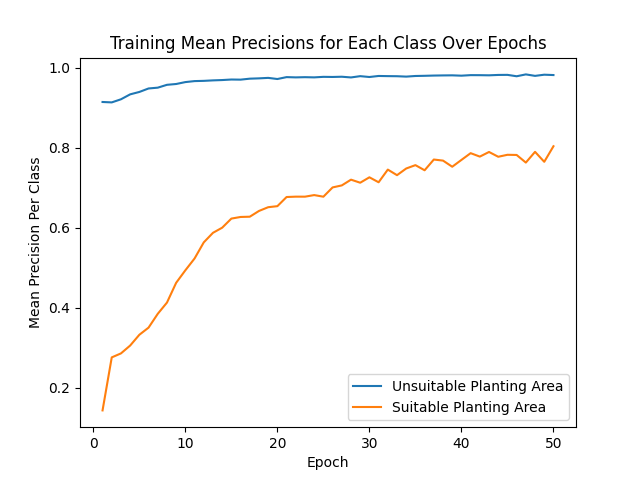 Training Mean Precisions for Each Class Over Epochs
Mean Precision Per Class
1.0
0.8
0.6
0.4
0.2
Unsuitable Planting Area
Suitable Planting Area
0 10 20 30 40 50
Epoch